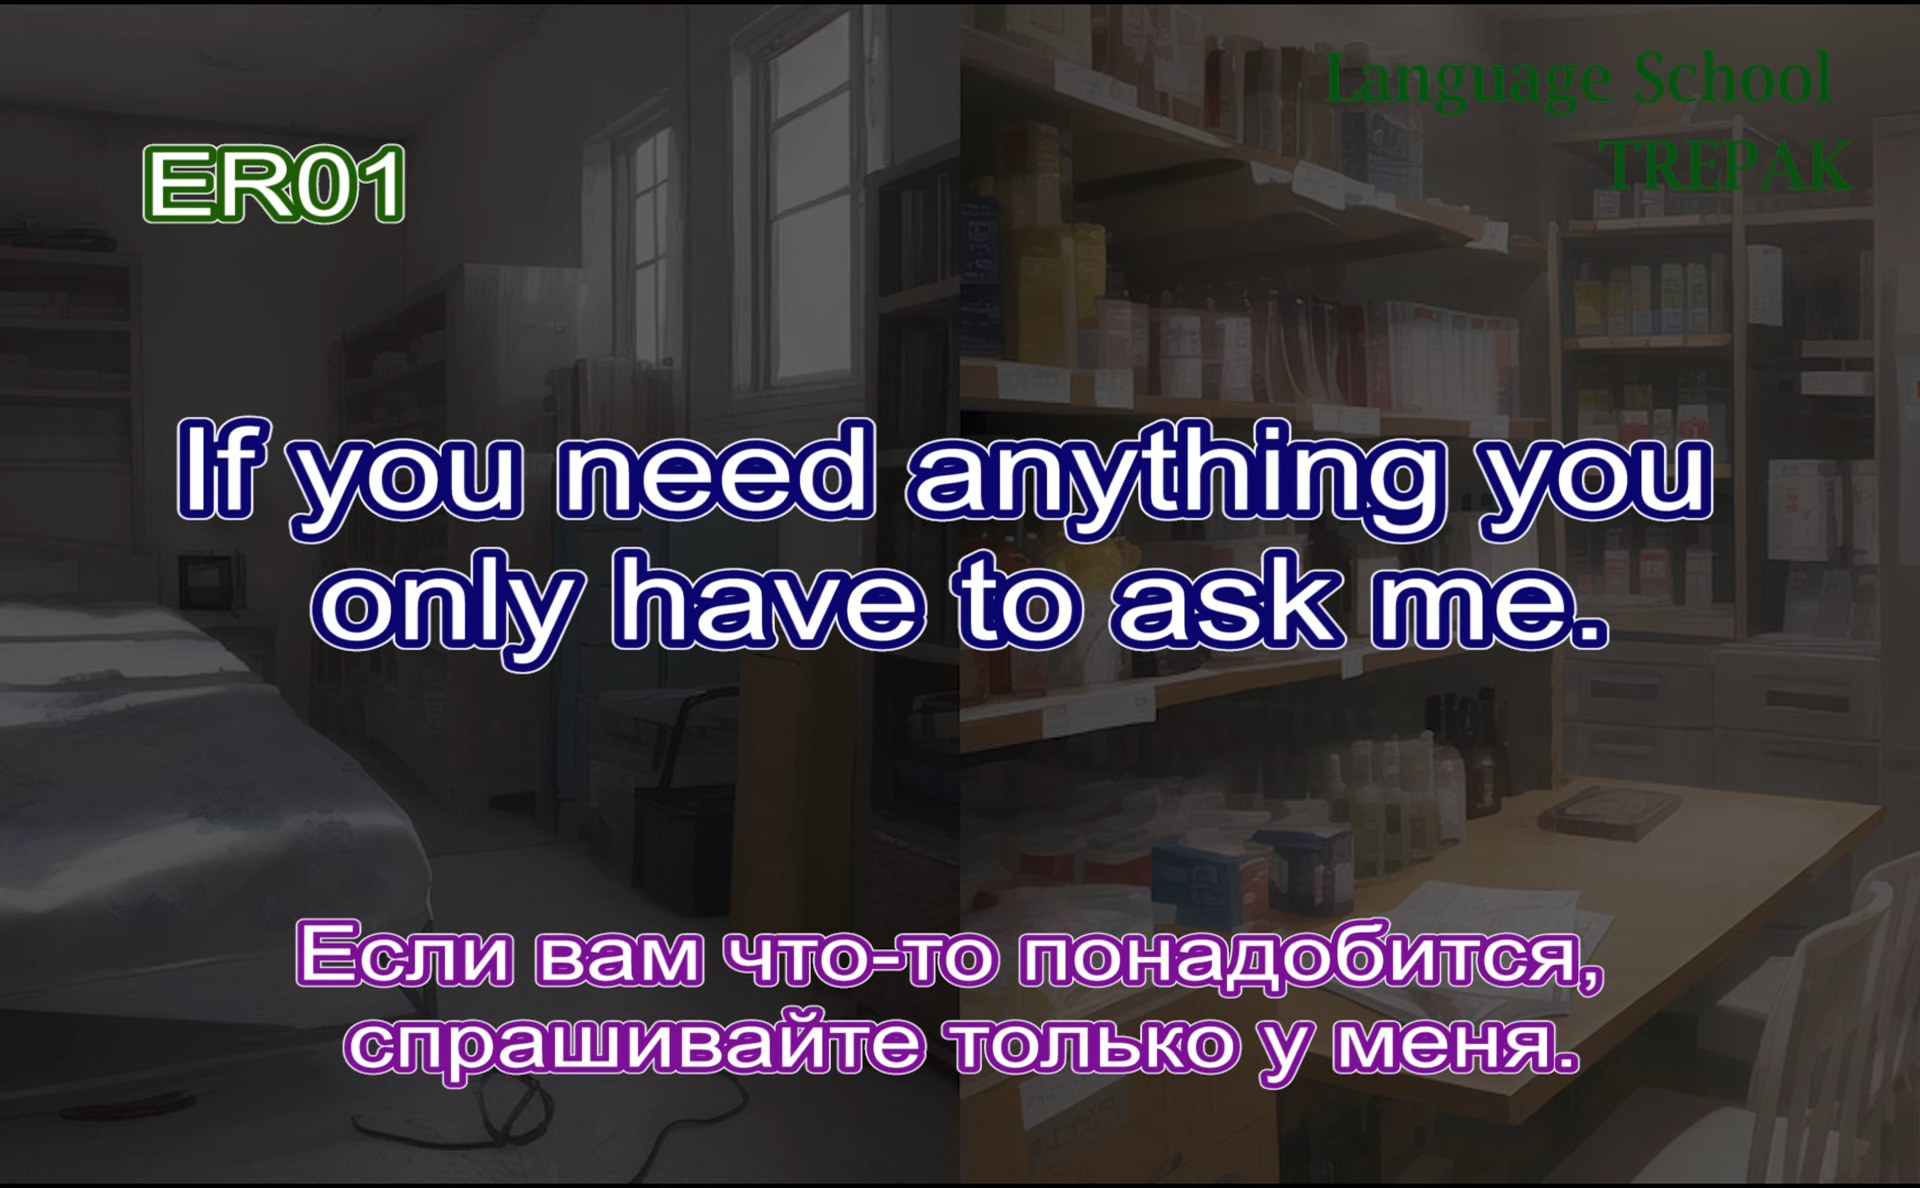 Language School
TREPAK
ER01
If you need anything you
only have to ask me.
Если вам что-то понадобится,
спрашивайте только у меня.